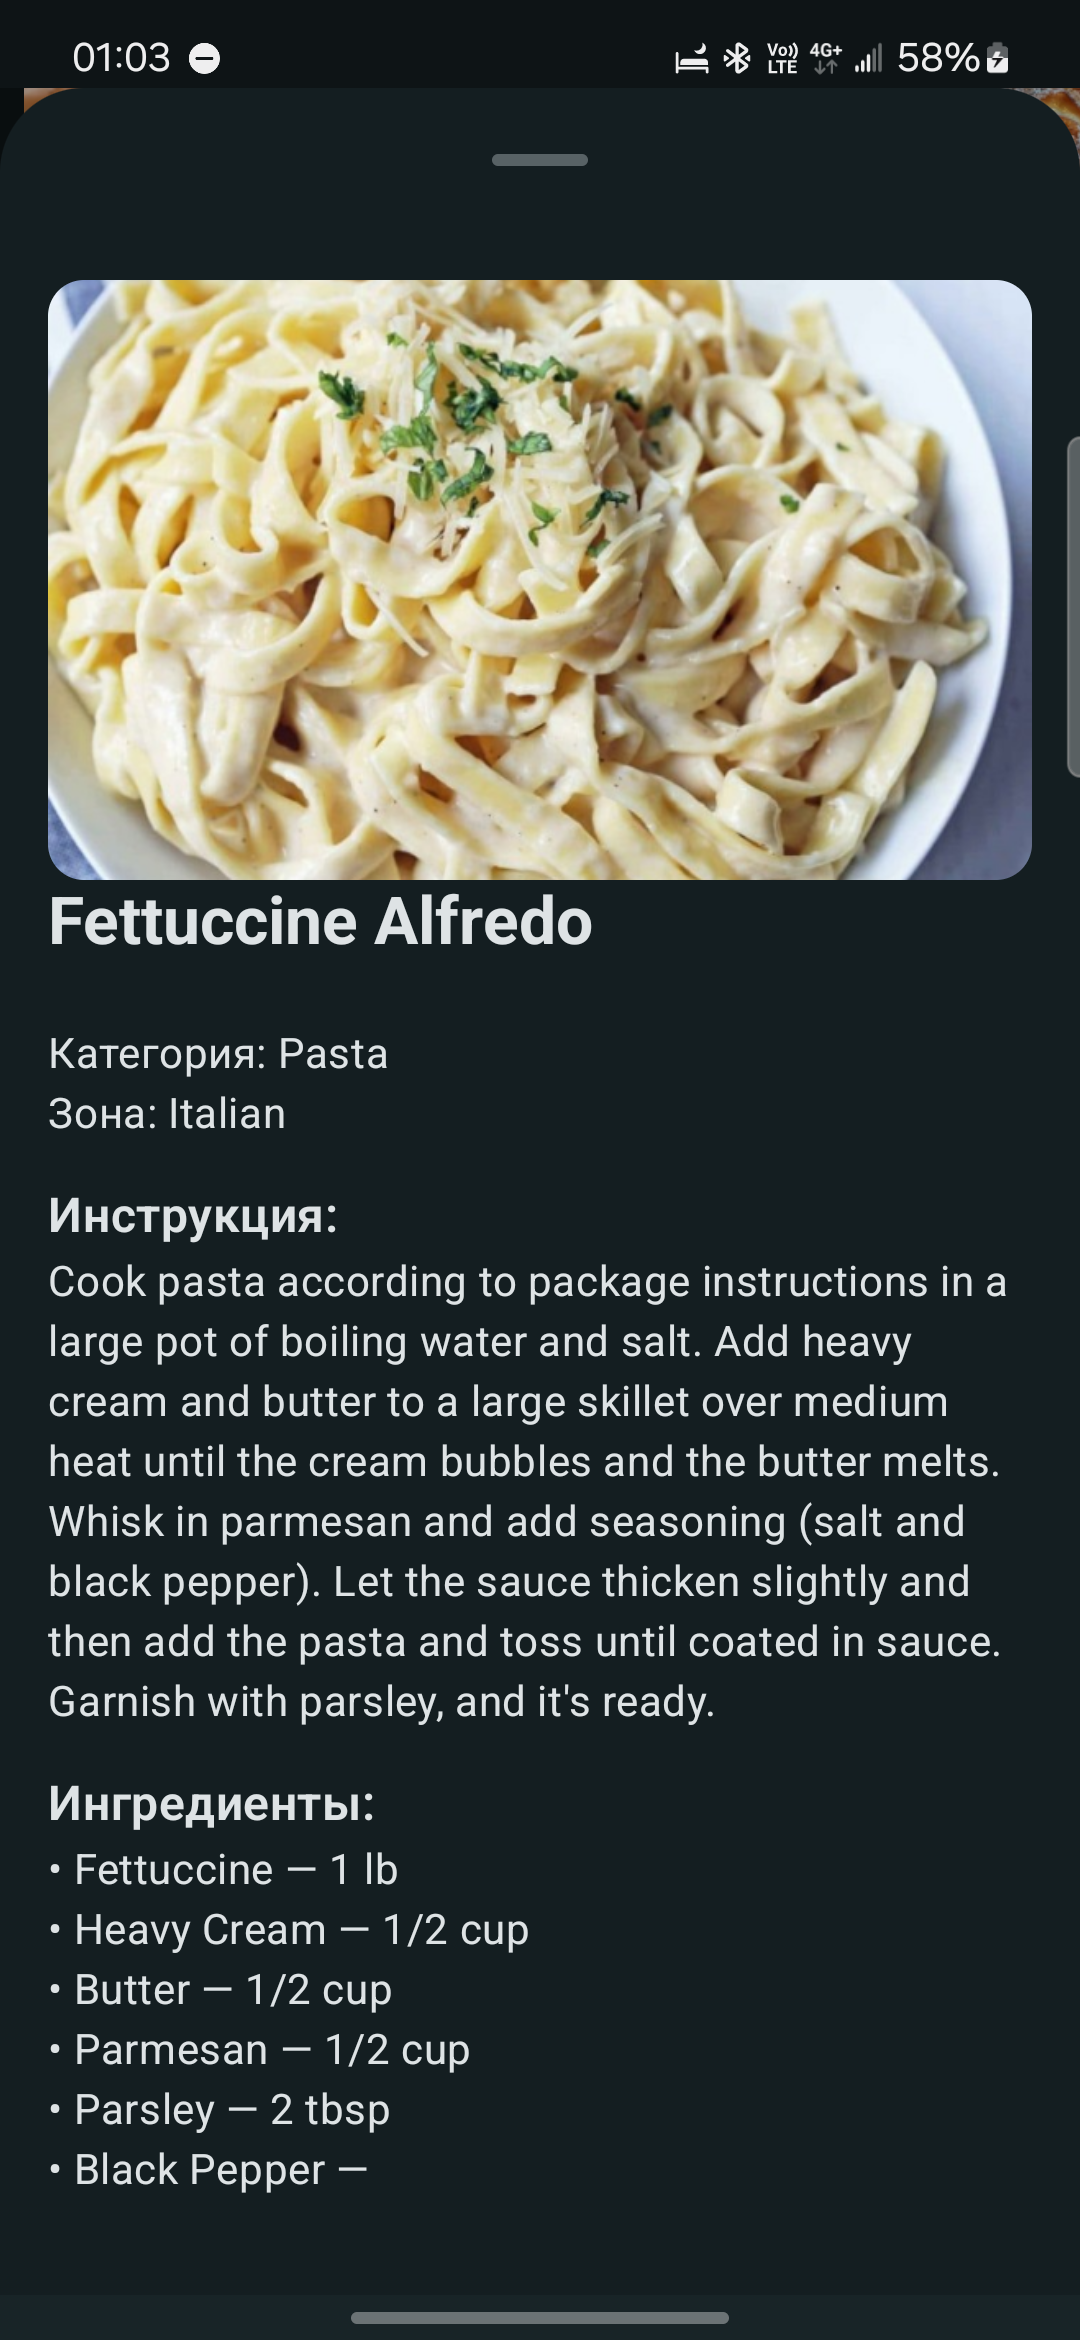 01:03
Vo)) LTE 4G+ 58%
Fettuccine Alfredo
Категория: Pasta
Зона: Italian
Инструкция:
Cook pasta according to package instructions in a
large pot of boiling water and salt. Add heavy
cream and butter to a large skillet over medium
heat until the cream bubbles and the butter melts.
Whisk in parmesan and add seasoning (salt and
black pepper). Let the sauce thicken slightly and
then add the pasta and toss until coated in sauce.
Garnish with parsley, and it's ready.
Ингредиенты:
• Fettuccine — 1 lb
• Heavy Cream — 1/2 cup
• Butter — 1/2 cup
• Parmesan — 1/2 cup
• Parsley — 2 tbsp
• Black Pepper —